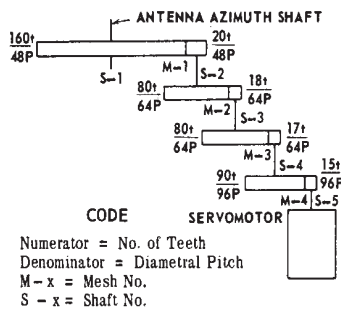 ANTENNA AZIMUTH SHAFT
160t
48P
20t
48P
M-1
S-1
S-2
80t
64P
18t
64P
M-2
S-3
80t
64P
17t
64P
M-3
S-4
90t
96P
15t
96P
M-4
S-5
CODE
SERVOMOTOR
Numerator = No. of Teeth
Denominator = Diametral Pitch
M-x = Mesh No.
S-x = Shaft No.